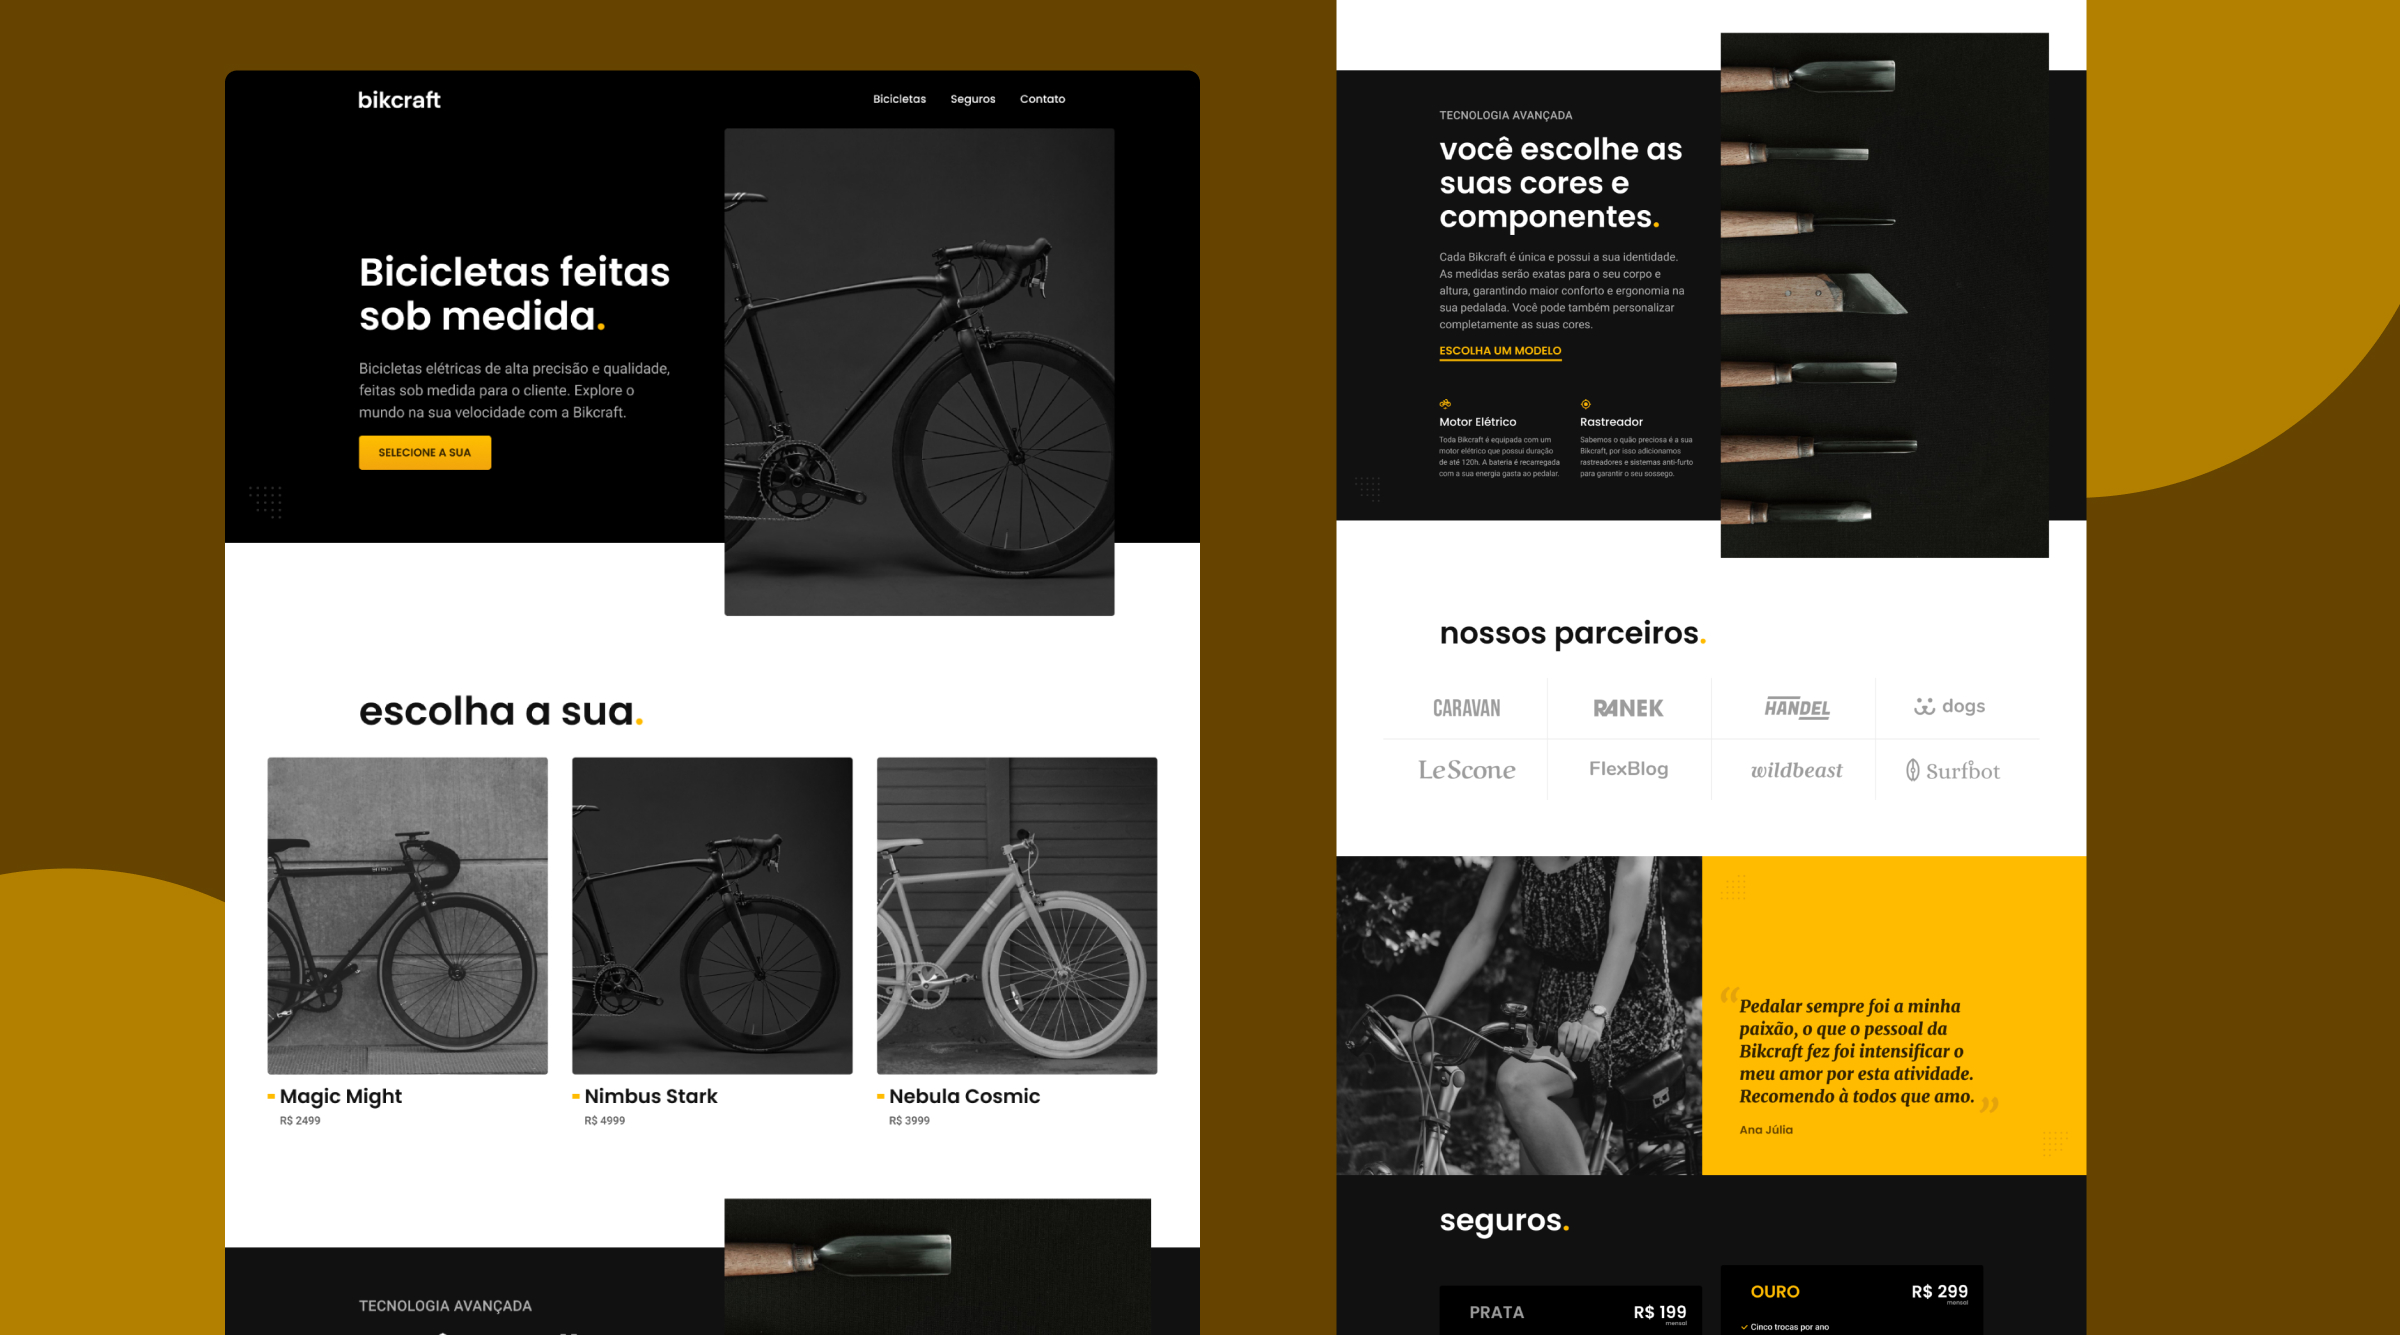 bikcraft
Bicicletas Seguros Contato
Bicicletas feitas
sob medida.
Bicicletas elétricas de alta precisão e qualidade,
feitas sob medida para o cliente. Explore o
mundo na sua velocidade com a Bikcraft.
SELECIONE A SUA
escolha a sua.
Magic Might
R$ 2499
Nimbus Stark
R$ 4999
Nebula Cosmic
R$ 3999
TECNOLOGIA AVANÇADA
TECNOLOGIA AVANÇADA
você escolhe as
suas cores e
componentes.
Cada Bikcraft é única e possui a sua identidade.
As medidas serão exatas para o seu corpo e
altura, garantindo maior conforto e ergonomia na
sua pedalada. Você pode também personalizar
completamente as suas cores.
ESCOLHA UM MODELO
Motor Elétrico
Toda Bikcraft é equipada com um
motor elétrico que possui duração
de até 120h. A bateria é recarregada
com a sua energia gasta ao pedalar.
Rastreador
Sabemos o quão preciosa é a sua
Bikcraft, por isso adicionamos
rastreadores e sistemas anti-furto
para garantir o seu sossego.
nossos parceiros.
CARAVAN RANEK HANDEL dogs
LeScone FlexBlog wildbeast Surfbot
“Pedalar sempre foi a minha
paixão, o que o pessoal da
Bikcraft fez foi intensificar o
meu amor por esta atividade.
Recomendo à todos que amo.”
Ana Júlia
seguros.
PRATA R$ 199
mensal
OURO R$ 299
mensal
Cinco trocas por ano